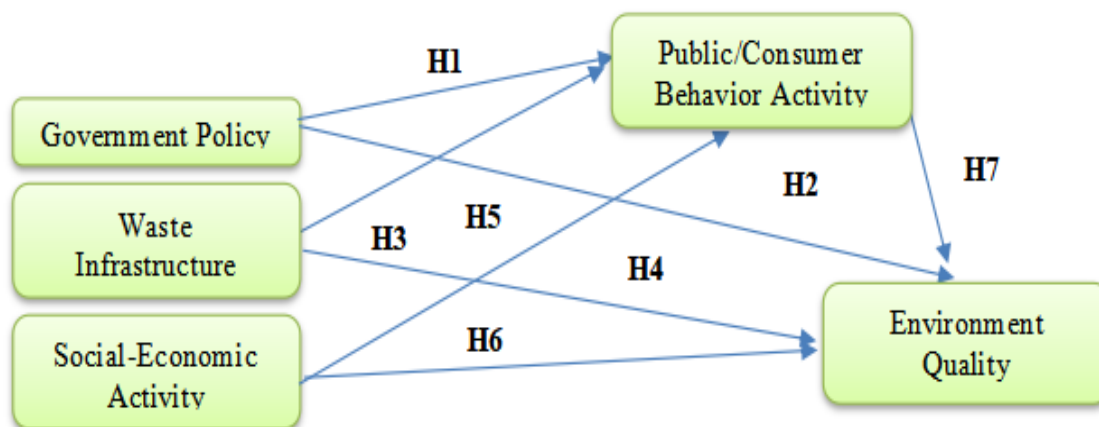 Public/Consumer
Behavior Activity
H1
Government Policy
H2
H7
Waste
Infrastructure
H3
H5
H4
Environment
Quality
Social-Economic
Activity
H6